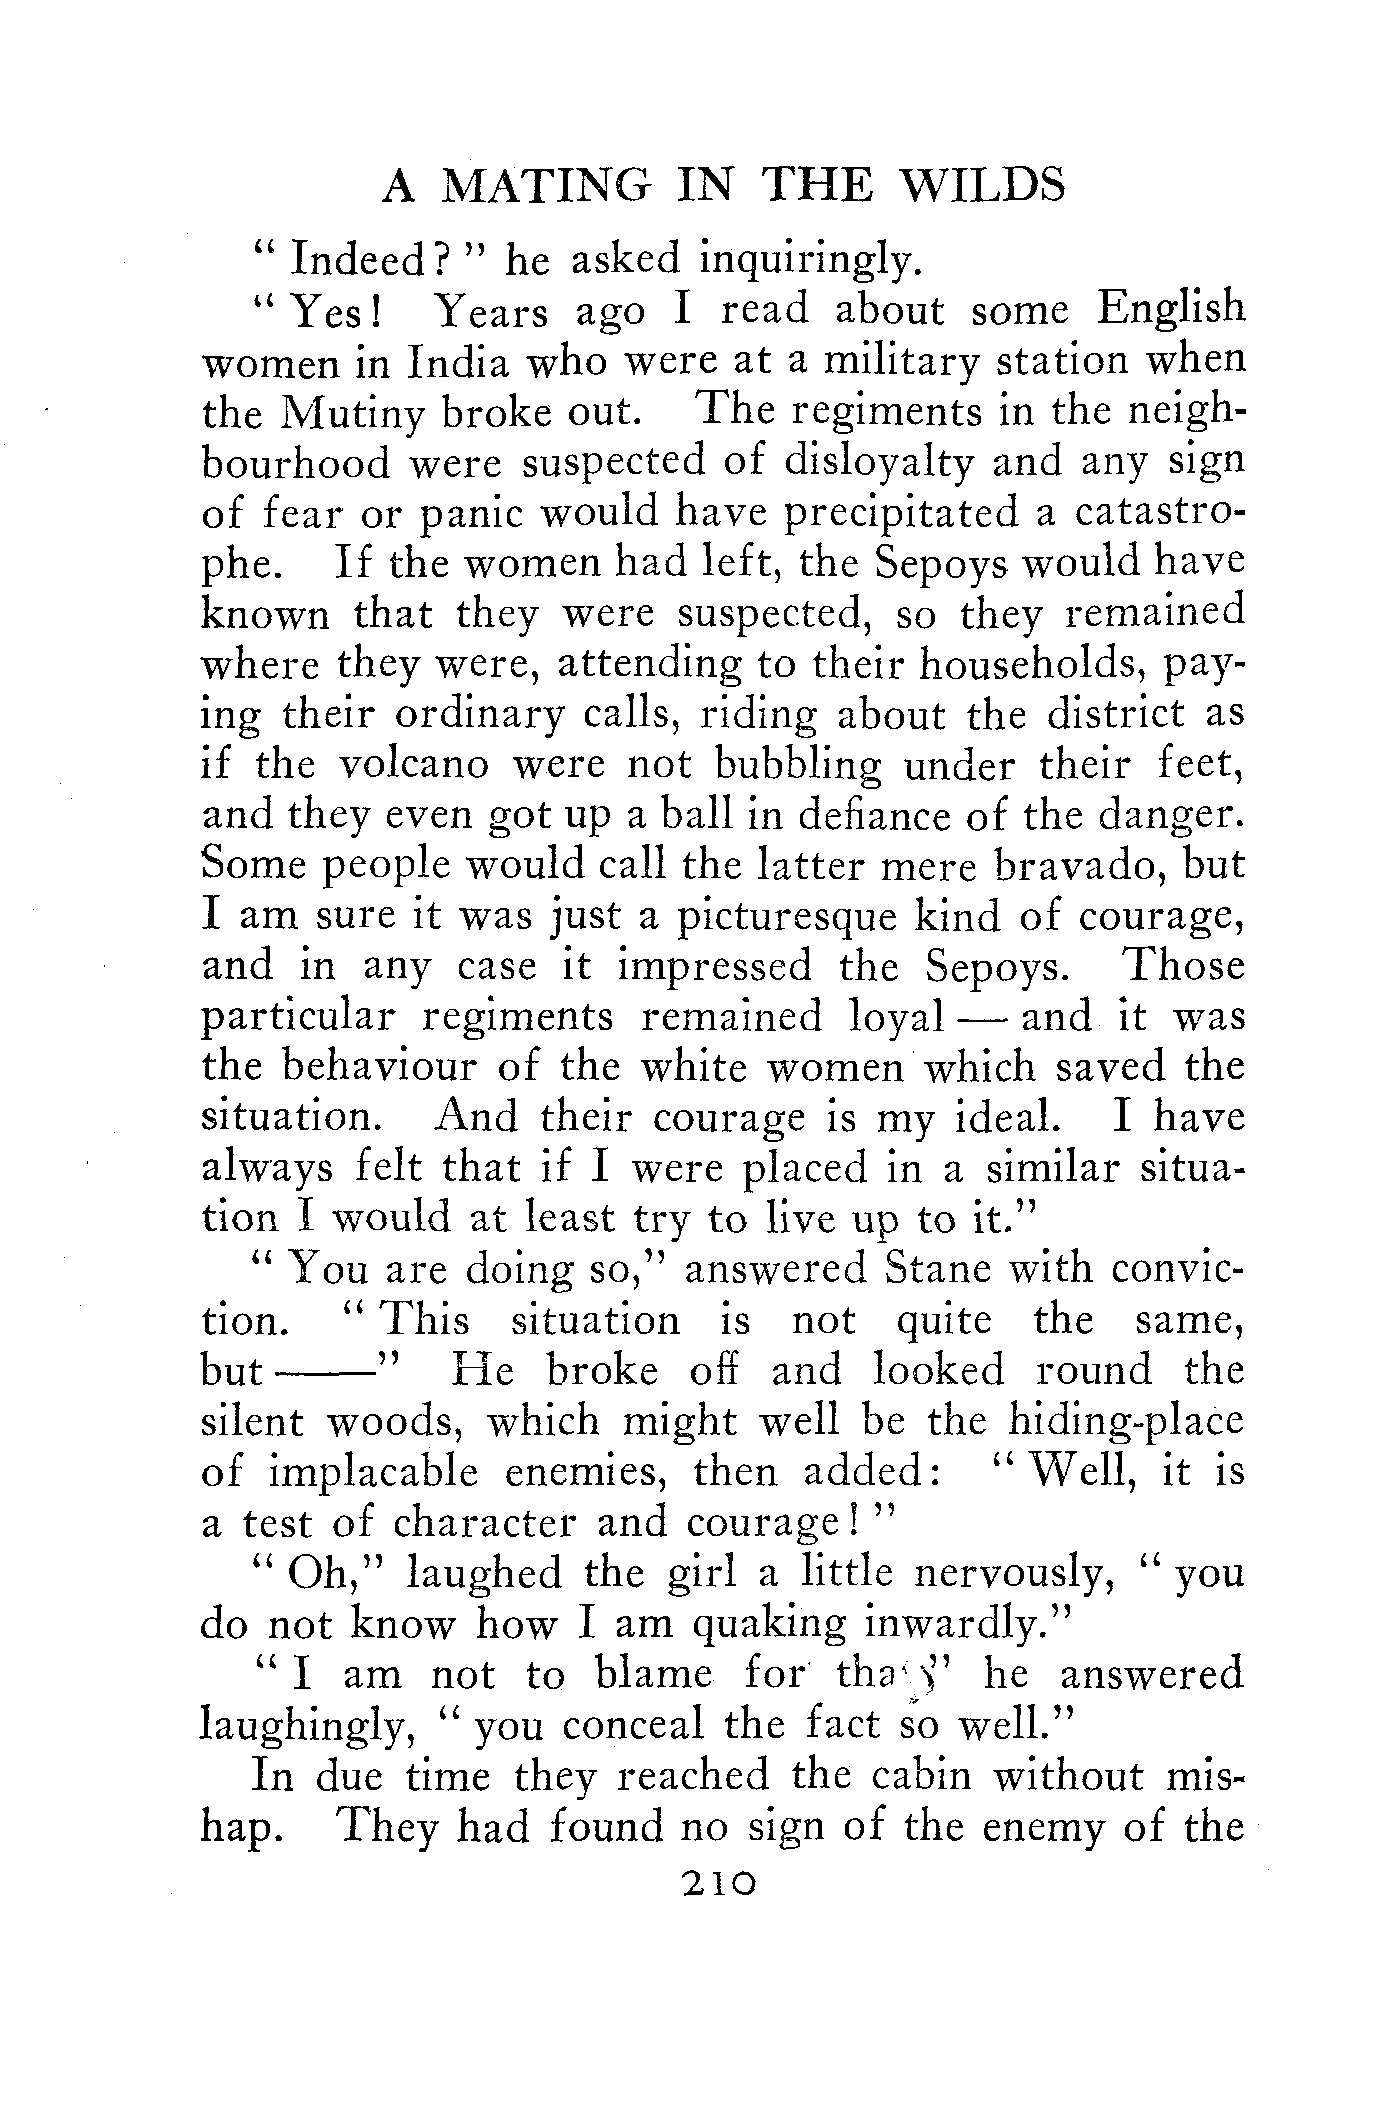 A MATING IN THE WILDS
“ Indeed? ” he asked inquiringly.
“ Yes! Years ago I read about some English
women in India who were at a military station when
the Mutiny broke out. The regiments in the neigh-
bourhood were suspected of disloyalty and any sign
of fear or panic would have precipitated a catastro-
phe. If the women had left, the Sepoys would have
known that they were suspected, so they remained
where they were, attending to their households, pay-
ing their ordinary calls, riding about the district as
if the volcano were not bubbling under their feet,
and they even got up a ball in defiance of the danger.
Some people would call the latter mere bravado, but
I am sure it was just a picturesque kind of courage,
and in any case it impressed the Sepoys. Those
particular regiments remained loyal — and it was
the behaviour of the white women which saved the
situation. And their courage is my ideal. I have
always felt that if I were placed in a similar situa-
tion I would at least try to live up to it.”
“ You are doing so,” answered Stane with convic-
tion. “ This situation is not quite the same,
but ——” He broke off and looked round the
silent woods, which might well be the hiding-place
of implacable enemies, then added: “ Well, it is
a test of character and courage! ”
“ Oh,” laughed the girl a little nervously, “ you
do not know how I am quaking inwardly.”
“ I am not to blame for that,” he answered
laughingly, “ you conceal the fact so well.”
In due time they reached the cabin without mis-
hap. They had found no sign of the enemy of the
210